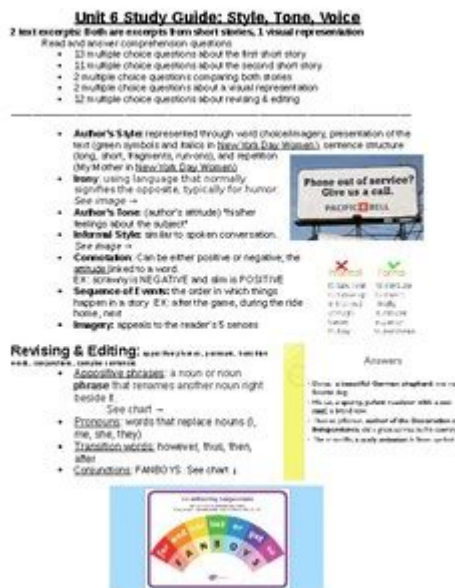 Unit 6 Study Guide: Style, Tone, Voice
2 text excerpts: Both are excerpts from short stories, 1 visual representation
Read and answer comprehension questions
• 13 multiple choice questions about the first short story
• 11 multiple choice questions about the second short story
• 2 multiple choice questions comparing both stories
• 2 multiple choice questions about a visual representation
• 12 multiple choice questions about revising & editing
• Author's Style: represented through word choice/imagery, presentation of the
text (green symbols and italics in New York Day Women), sentence structure
(long, short, fragments, run-ons), and repetition
(My Mother in New York Day Women)
• Irony: using language that normally
signifies the opposite, typically for humor.
See image →
• Author's Tone: (author's attitude) *his/her
feelings about the subject*
• Informal Style: similar to spoken conversation.
See image →
• Connotation: Can be either positive or negative, the
attitude linked to a word.
EX: scrawny is NEGATIVE and slim is POSITIVE
• Sequence of Events: the order in which things
happen in a story. EX: after the game, during the ride
home, next
• Imagery: appeals to the reader's 5 senses
Phone out of service?
Give us a call.
PACIFIC BELL
Revising & Editing:
• Appositive phrases: a noun or noun
phrase that renames another noun right
beside it.
See chart →
• Pronouns: words that replace nouns (I,
me, she, they)
• Transition words: however, thus, then,
after
• Conjunctions: FANBOYS. See chart ↓
Answers
for and nor but or yet so
FANBOYS